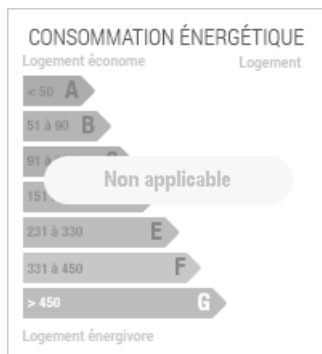 CONSOMMATION ÉNERGÉTIQUE
Logement économe Logement
< 50 A
51 à 90 B
91 à
Non applicable
151
231 à 330 E
331 à 450 F
> 450 G
Logement énergivore